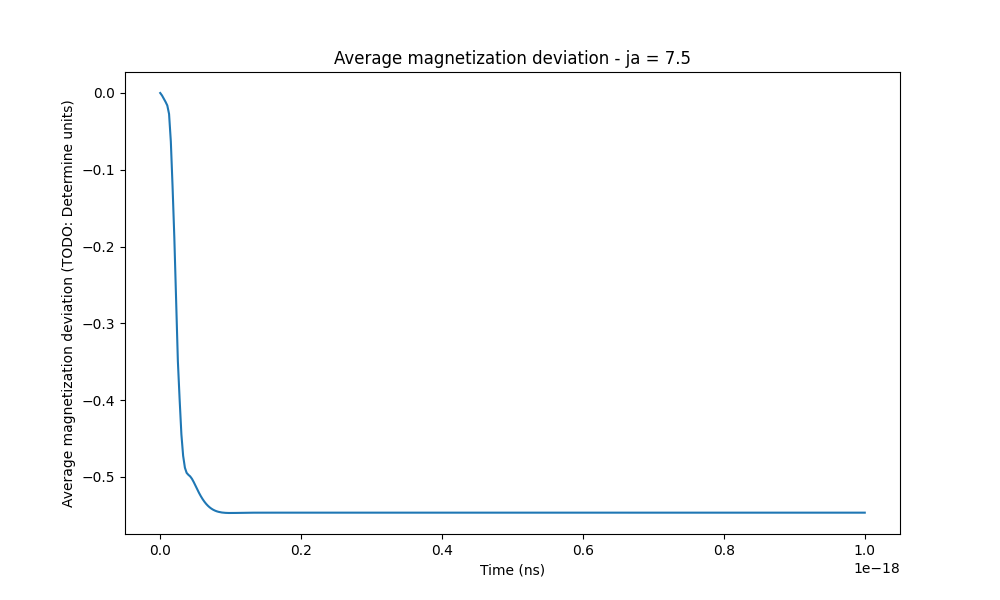 Average magnetization deviation - ja = 7.5
Average magnetization deviation (TODO: Determine units)
0.0
−0.1
−0.2
−0.3
−0.4
−0.5
0.0 0.2 0.4 0.6 0.8 1.0
1e−18
Time (ns)